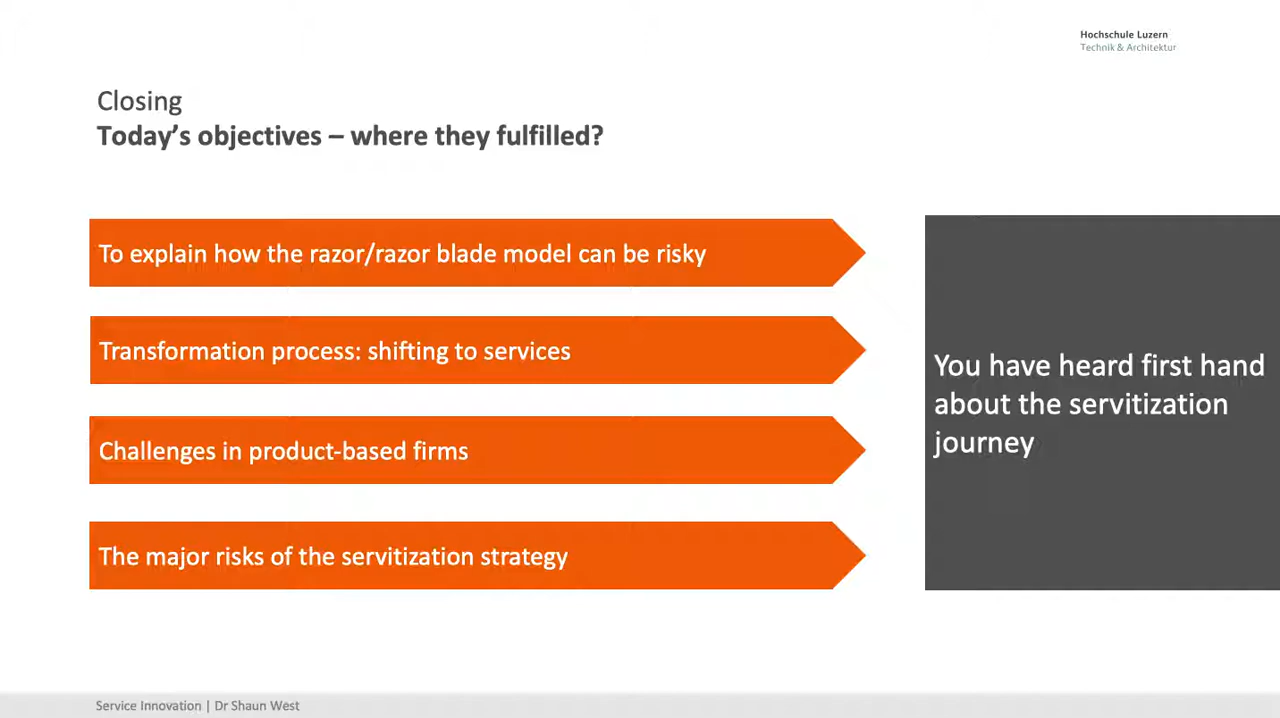 Hochschule Luzern
Technik & Architektur
Closing
Today's objectives – where they fulfilled?
To explain how the razor/razor blade model can be risky
Transformation process: shifting to services
Challenges in product-based firms
The major risks of the servitization strategy
You have heard first hand
about the servitization
journey
Service Innovation | Dr Shaun West